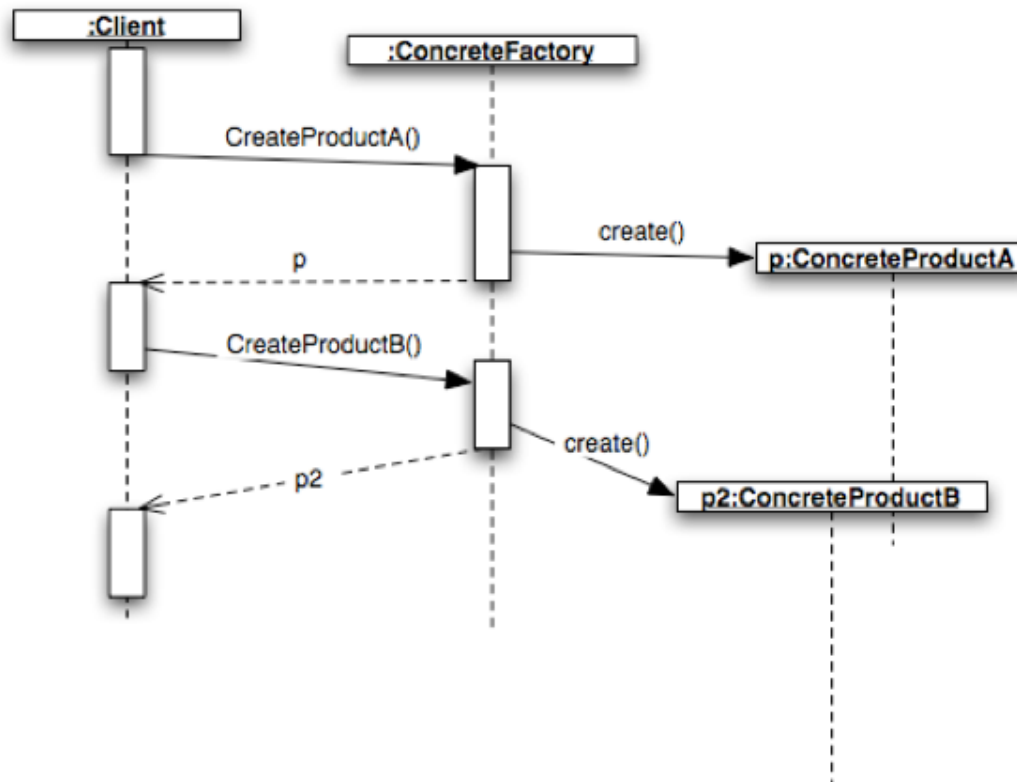 :Client
:ConcreteFactory
CreateProductA()
create()
p:ConcreteProductA
p
CreateProductB()
create()
p2
p2:ConcreteProductB